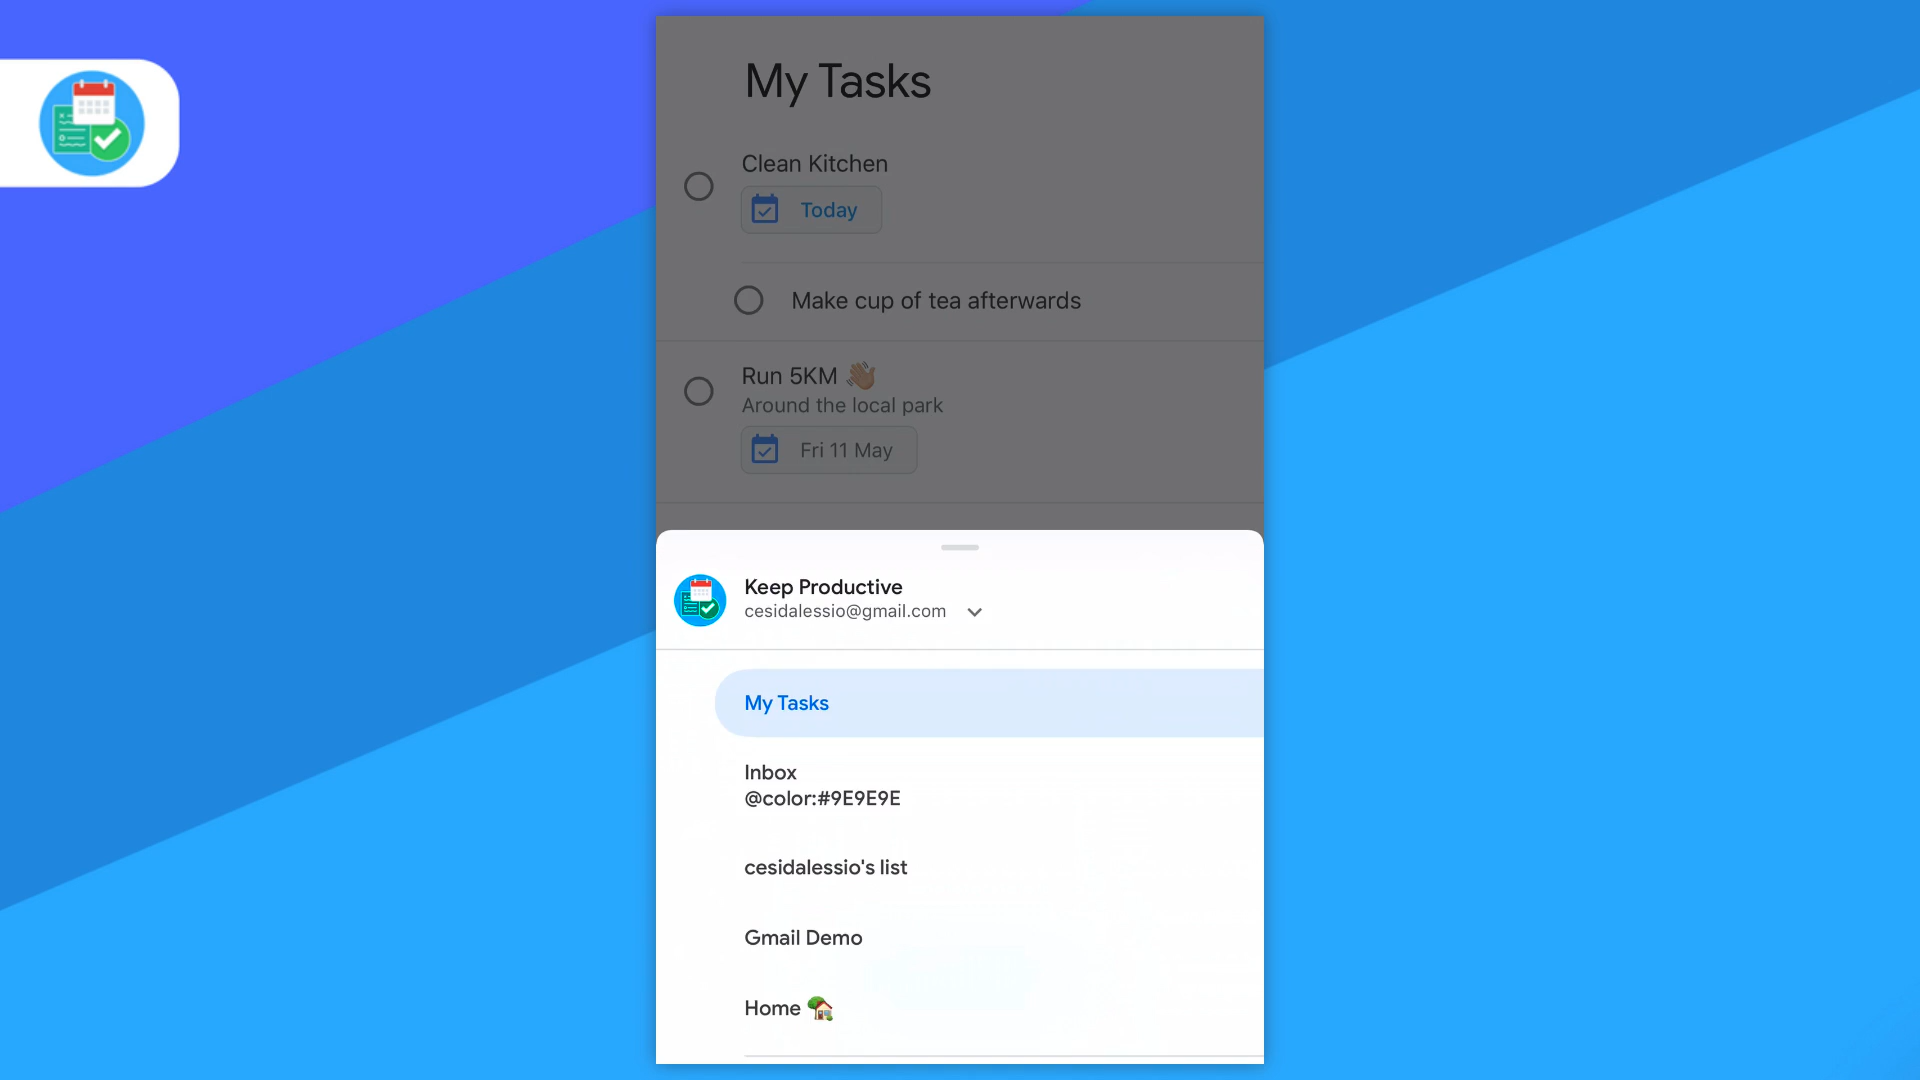 My Tasks
Clean Kitchen
Today
Make cup of tea afterwards
Run 5KM 👋🏽
Around the local park
Fri 11 May
Keep Productive
cesidalessio@gmail.com
My Tasks
Inbox
@color:#9E9E9E
cesidalessio's list
Gmail Demo
Home 🏡